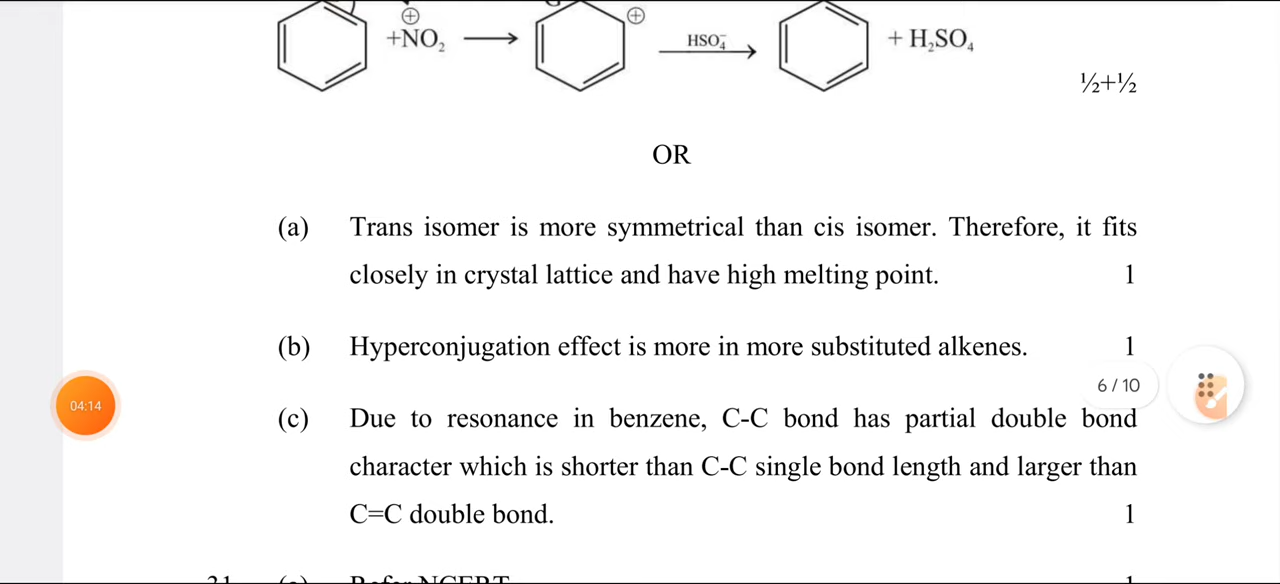 ⊕
+NO₂ ⟶ ⊕ HSO₄⁻ + H₂SO₄
½+½
OR
(a) Trans isomer is more symmetrical than cis isomer. Therefore, it fits
closely in crystal lattice and have high melting point. 1
(b) Hyperconjugation effect is more in more substituted alkenes. 1
6 / 10
04:14
(c) Due to resonance in benzene, C-C bond has partial double bond
character which is shorter than C-C single bond length and larger than
C=C double bond. 1